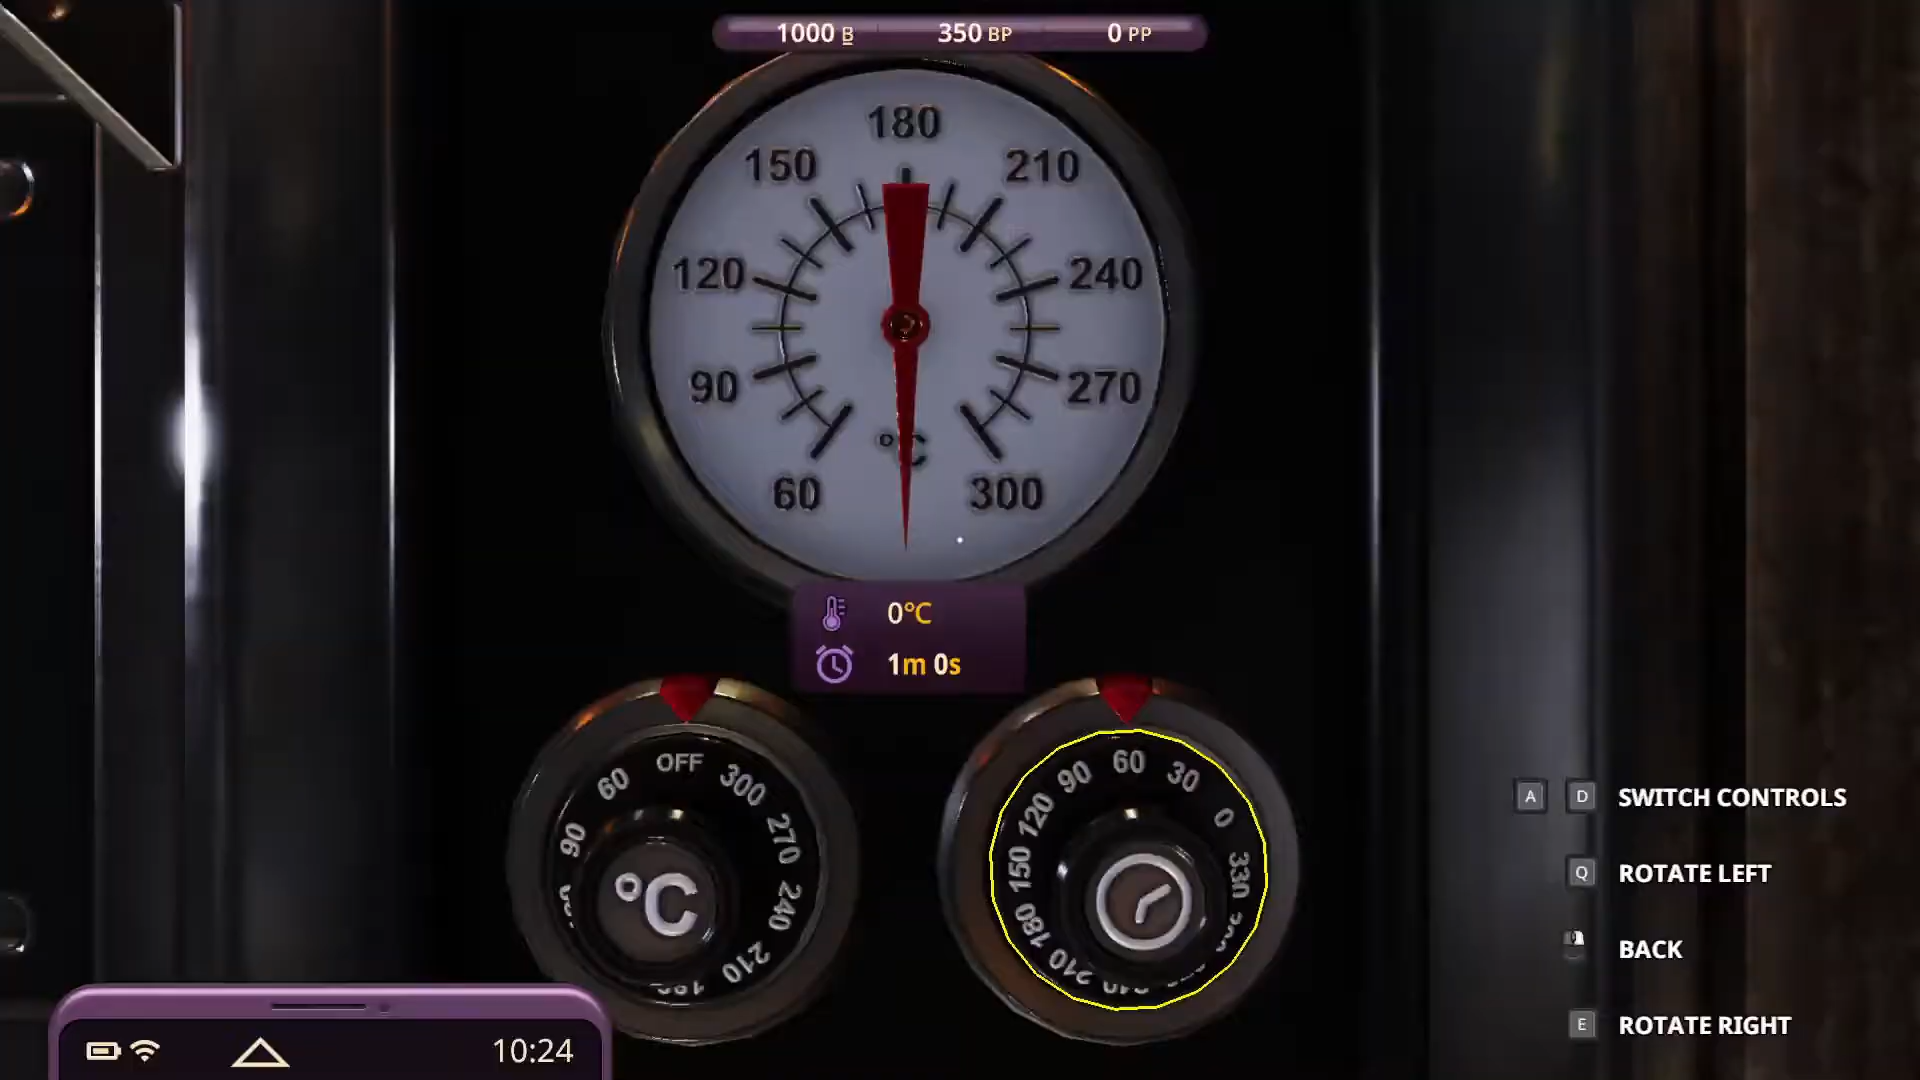 1000 B 350 BP 0 PP
180
150 210
120 240
90 270
°C
60 300
0°C
1m 0s
OFF 300 270 240 210 180 90 60
°C
60 30 0 330 210 180 150 120 90
A D SWITCH CONTROLS
Q ROTATE LEFT
BACK
E ROTATE RIGHT
10:24